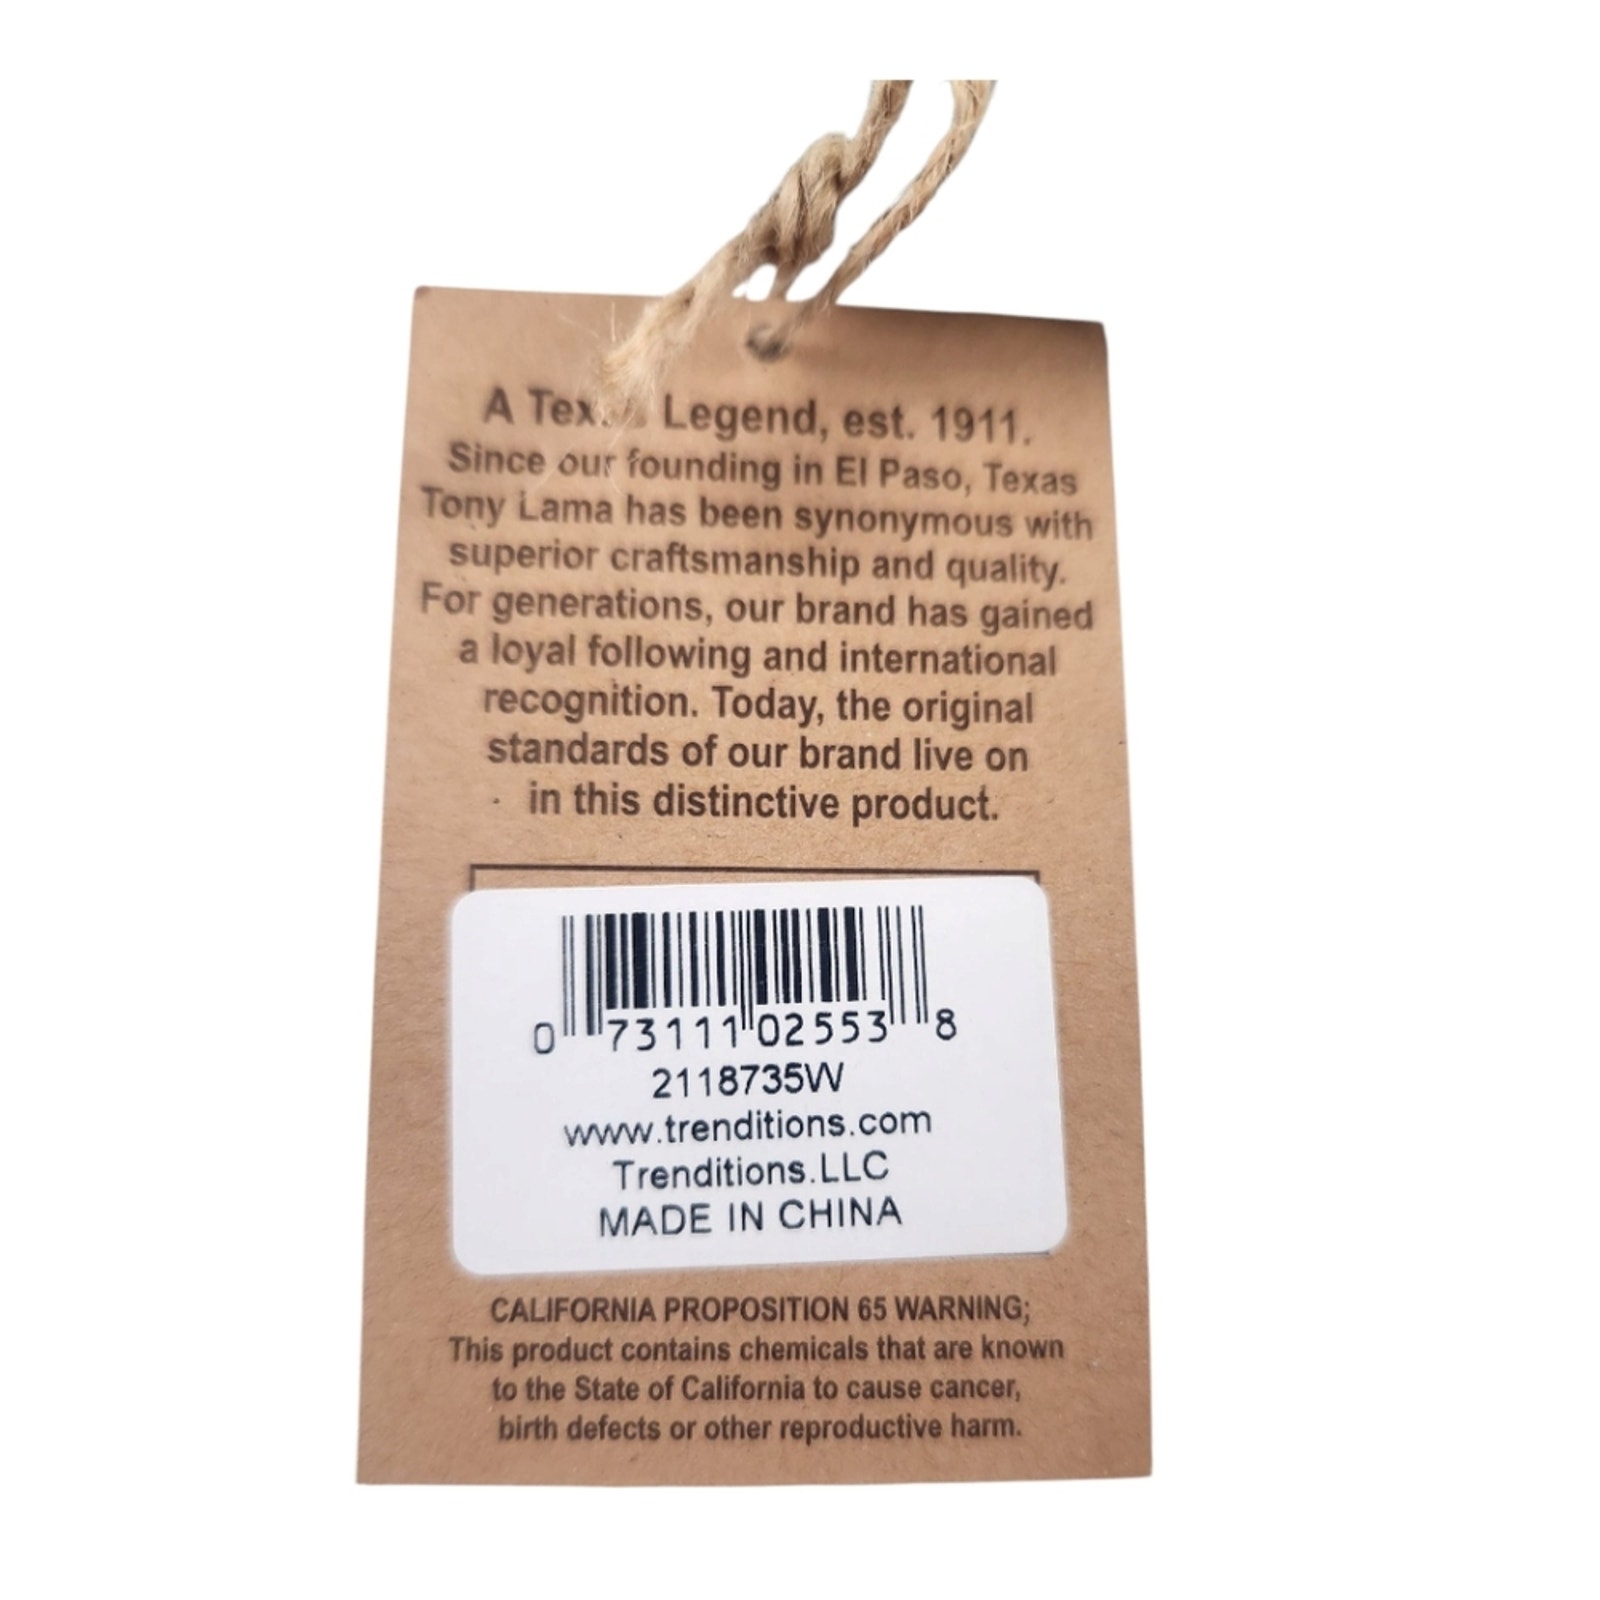 A Tex Legend, est. 1911.
Since our founding in El Paso, Texas
Tony Lama has been synonymous with
superior craftsmanship and quality.
For generations, our brand has gained
a loyal following and international
recognition. Today, the original
standards of our brand live on
in this distinctive product.
0 73111 02553 8
2118735W
www.trenditions.com
Trenditions.LLC
MADE IN CHINA
CALIFORNIA PROPOSITION 65 WARNING;
This product contains chemicals that are known
to the State of California to cause cancer,
birth defects or other reproductive harm.